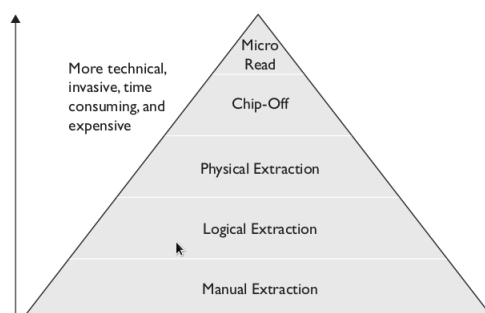 Micro
Read
More technical,
invasive, time
consuming, and
expensive
Chip-Off
Physical Extraction
Logical Extraction
Manual Extraction